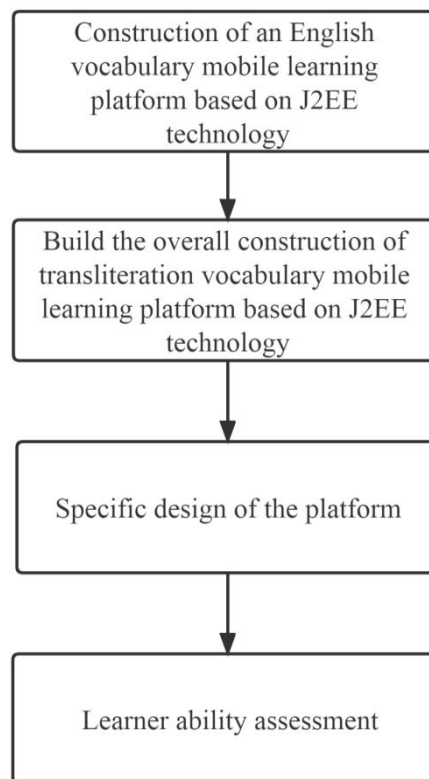 Construction of an English
vocabulary mobile learning
platform based on J2EE
technology
Build the overall construction of
transliteration vocabulary mobile
learning platform based on J2EE
technology
Specific design of the platform
Learner ability assessment